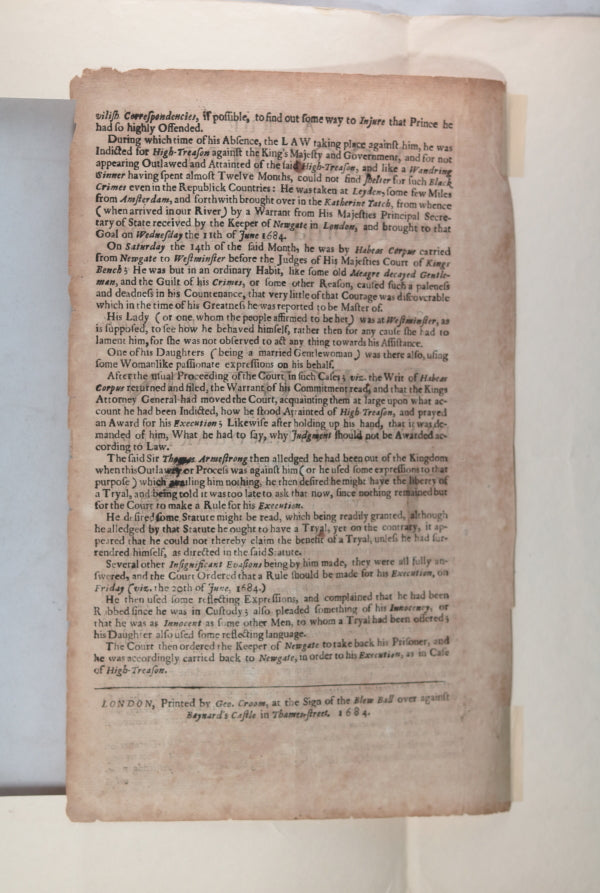 vilish Correspondencies, if possible, to find out some way to Injure that Prince he
had so highly Offended.
During which time of his Absence, the LAW taking place against him, he was
Indicted for High-Treason against the King's Majesty and Government, and for not
appearing Outlawed and Attainted of the said High-Treason, and like a Wandring
Sinner having spent almost Twelve Months, could not find shelter for such Black
Crimes even in the Republick Countries: He was taken at Leyden, some few Miles
from Amsterdam, and forthwith brought over in the Katherine Yatch, from whence
(when arrived in our River) by a Warrant from His Majesties Principal Secre-
tary of State received by the Keeper of Newgate in London, and brought to that
Goal on Wednesday the 11th of June 1684.
On Saturday the 14th of the said Month, he was by Habeas Corpus carried
from Newgate to Westminster before the Judges of His Majesties Court of Kings
Bench; He was but in an ordinary Habit, like some old Meagre decayed Gentle-
man, and the Guilt of his Crimes, or some other Reason, caused such a paleness
and deadness in his Countenance, that very little of that Courage was discoverable
which in the time of his Greatness he was reported to be Master of.
His Lady (or one whom the people affirmed to be her) was at Westminster, as
is supposed, to see how he behaved himself, rather then for any cause she had to
lament him, for she was not observed to act any thing towards his Assistance.
One of his Daughters (being a married Gentlewoman) was there also, using
some Womanlike passionate expressions on his behalf.
After the usual Proceeding of the Court in such Cases; viz. the Writ of Habeas
Corpus returned and filed, the Warrant of his Commitment read, and that the Kings
Attorney General had moved the Court, acquainting them at large upon what ac-
count he had been Indicted, how he stood Attainted of High-Treason, and prayed
an Award for his Execution; Likewise after holding up his hand, that it was de-
manded of him, What he had to say, why Judgment should not be Awarded ac-
cording to Law.
The said Sir Thomas Armestrong then alledged he had been out of the Kingdom
when this Outlawry or Process was against him (or he used some expressions to that
purpose) which availing him nothing, he then desired he might have the liberty of
a Tryal, and being told it was too late to ask that now, since nothing remained but
for the Court to make a Rule for his Execution.
He desired some Statute might be read, which being readily granted, although
he alledged by that Statute he ought to have a Tryal, yet on the contrary, it ap-
peared that he could not thereby claim the benefit of a Tryal, unless he had sur-
rendred himself, as directed in the said Statute.
Several other Insignificant Evasions being by him made, they were all fully an-
swered, and the Court Ordered that a Rule should be made for his Execution, on
Friday (viz. the 20th of June, 1684.)
He then used some reflecting Expressions, and complained that he had been
Robbed since he was in Custody; also pleaded something of his Innocency, or
that he was as Innocent as some other Men, to whom a Tryal had been offered;
his Daughter also used some reflecting language.
The Court then ordered the Keeper of Newgate to take back his Prisoner, and
he was accordingly carried back to Newgate, in order to his Execution, as in Case
of High-Treason.
LONDON, Printed by Geo. Croom, at the Sign of the Blew Ball over against
Baynard's Castle in Thames-street. 1684.